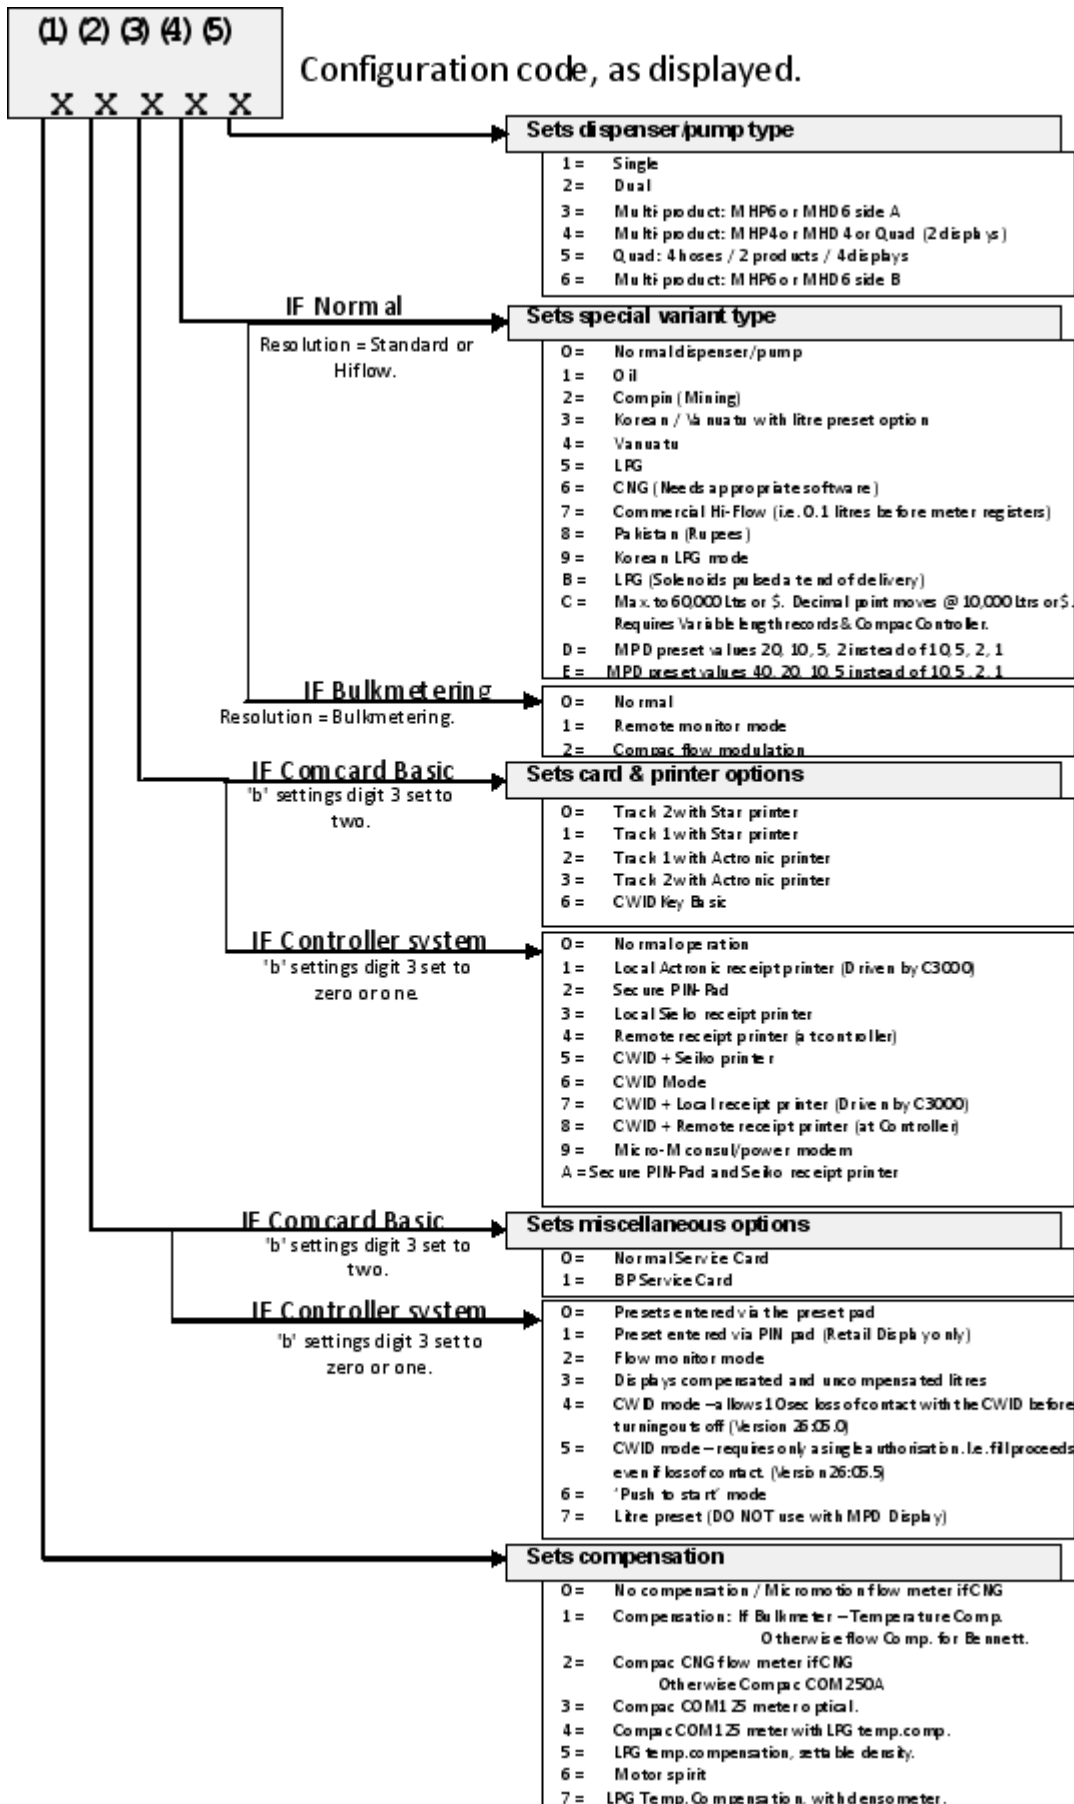 (1) (2) (3) (4) (5)
X X X X X
Configuration code, as displayed.
Sets dispenser/pump type
1 = Single
2 = Dual
3 = Multi-product: MHP6 or MHD6 side A
4 = Multi-product: MHP4 or MHD4 or Quad (2 displays)
5 = Quad: 4 hoses / 2 products / 4 displays
6 = Multi-product: MHP6 or MHD6 side B
IF Normal
Resolution = Standard or
Hiflow.
Sets special variant type
0 = Normal dispenser/pump
1 = Oil
2 = Compin (Mining)
3 = Korean / Vanuatu with litre preset option
4 = Vanuatu
5 = LPG
6 = CNG (Needs appropriate software)
7 = Commercial Hi-Flow (i.e. 0.1 litres before meter registers)
8 = Pakistan (Rupees)
9 = Korean LPG mode
B = LPG (Solenoids pulsed at end of delivery)
C = Max. to 60,000 Ltrs or $. Decimal point moves @ 10,000 Ltrs or $.
Requires Variable length records & Compac Controller.
D = MPD preset values 20, 10, 5, 2 instead of 10, 5, 2, 1
E = MPD preset values 40, 20, 10, 5 instead of 10, 5, 2, 1
IF Bulkmetering
Resolution = Bulkmetering.
0 = Normal
1 = Remote monitor mode
2 = Compac flow modulation
IF Comcard Basic
'b' settings digit 3 set to
two.
Sets card & printer options
0 = Track 2 with Star printer
1 = Track 1 with Star printer
2 = Track 1 with Actronic printer
3 = Track 2 with Actronic printer
6 = CWID Key Basic
IF Controller system
'b' settings digit 3 set to
zero or one.
0 = Normal operation
1 = Local Actronic receipt printer (Driven by C3000)
2 = Secure PIN-Pad
3 = Local Sieko receipt printer
4 = Remote receipt printer (at controller)
5 = CWID + Seiko printer
6 = CWID Mode
7 = CWID + Local receipt printer (Driven by C3000)
8 = CWID + Remote receipt printer (at Controller)
9 = Micro-M consul/power modem
A = Secure PIN-Pad and Seiko receipt printer
IF Comcard Basic
'b' settings digit 3 set to
two.
Sets miscellaneous options
0 = Normal Service Card
1 = BP Service Card
IF Controller system
'b' settings digit 3 set to
zero or one.
0 = Presets entered via the preset pad
1 = Preset entered via PIN pad (Retail Display only)
2 = Flow monitor mode
3 = Displays compensated and uncompensated litres
4 = CWID mode – allows 10sec loss of contact with the CWID before
turning outs off (Version 26:05.0)
5 = CWID mode – requires only a single authorisation. I.e. fill proceeds
even if loss of contact. (Version 26:05.5)
6 = 'Push to start' mode
7 = Litre preset (DO NOT use with MPD Display)
Sets compensation
0 = No compensation / Micromotion flow meter if CNG
1 = Compensation: If Bulkmeter – Temperature Comp.
Otherwise flow Comp. for Bennett.
2 = Compac CNG flow meter if CNG
Otherwise Compac COM250A
3 = Compac COM125 meter optical.
4 = Compac COM125 meter with LPG temp.comp.
5 = LPG temp.compensation, settable density.
6 = Motor spirit
7 = LPG Temp. Compensation, with densometer.